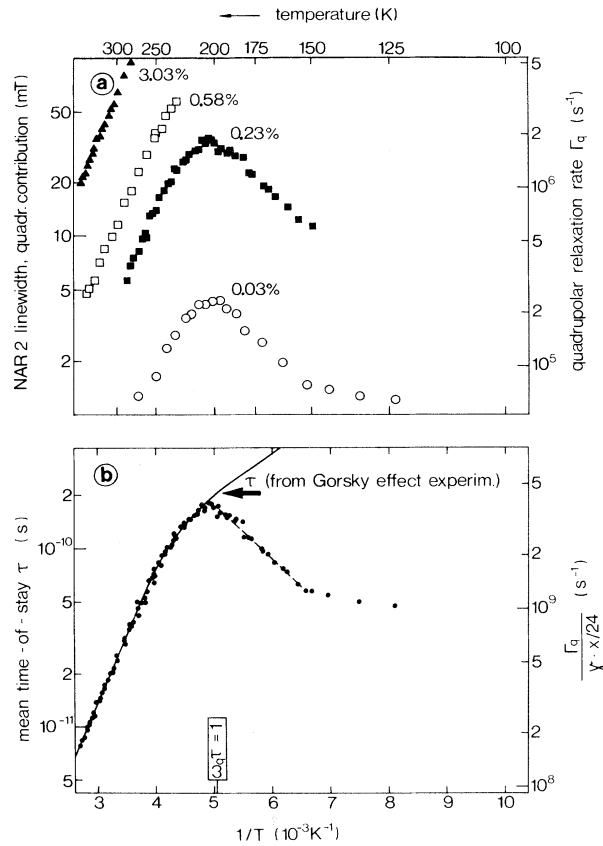 ← temperature (K)
300 250 200 175 150 125 100
a
3.03%
0.58%
0.23%
0.03%
50
20
10
5
2
NAR 2 linewidth, quadr. contribution (mT)
5
2
10⁶
5
2
10⁵
quadrupolar relaxation rate Γq (s⁻¹)
b
τ (from Gorsky effect experim.)
2
10⁻¹⁰
5
2
10⁻¹¹
5
mean time - of - stay τ (s)
5
2
10⁹
5
2
10⁸
Γq / γ · x/24 (s⁻¹)
ωqτ = 1
3 4 5 6 7 8 9 10
1/T (10⁻³K⁻¹)